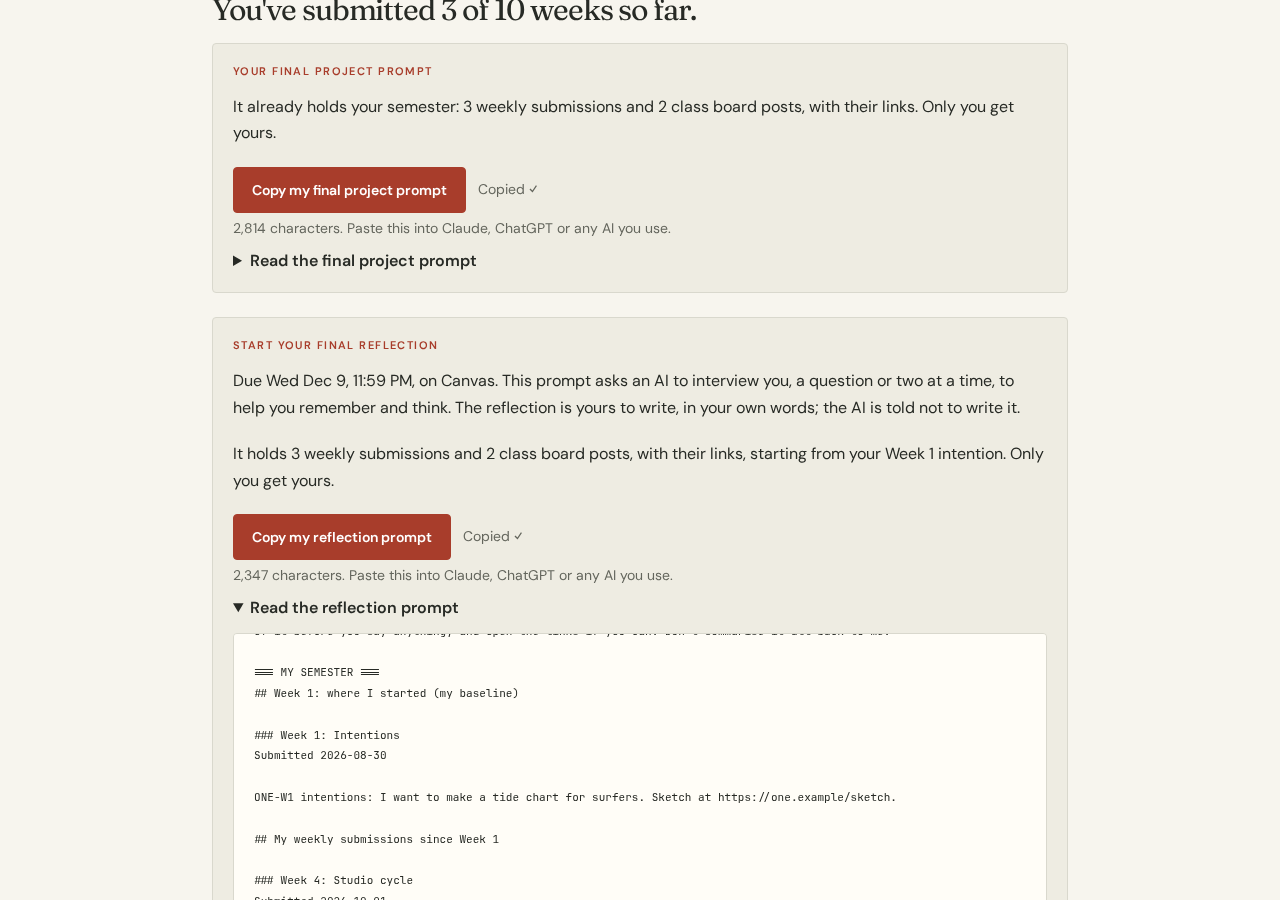 You've submitted 3 of 10 weeks so far.
YOUR FINAL PROJECT PROMPT
It already holds your semester: 3 weekly submissions and 2 class board posts, with their links. Only you get
yours.
Copy my final project prompt
Copied ✓
2,814 characters. Paste this into Claude, ChatGPT or any AI you use.
▶ Read the final project prompt
START YOUR FINAL REFLECTION
Due Wed Dec 9, 11:59 PM, on Canvas. This prompt asks an AI to interview you, a question or two at a time, to
help you remember and think. The reflection is yours to write, in your own words; the AI is told not to write it.
It holds 3 weekly submissions and 2 class board posts, with their links, starting from your Week 1 intention. Only
you get yours.
Copy my reflection prompt
Copied ✓
2,347 characters. Paste this into Claude, ChatGPT or any AI you use.
▼ Read the reflection prompt
=== MY SEMESTER ===
## Week 1: where I started (my baseline)
### Week 1: Intentions
Submitted 2026-08-30
ONE-W1 intentions: I want to make a tide chart for surfers. Sketch at https://one.example/sketch.
## My weekly submissions since Week 1
### Week 4: Studio cycle